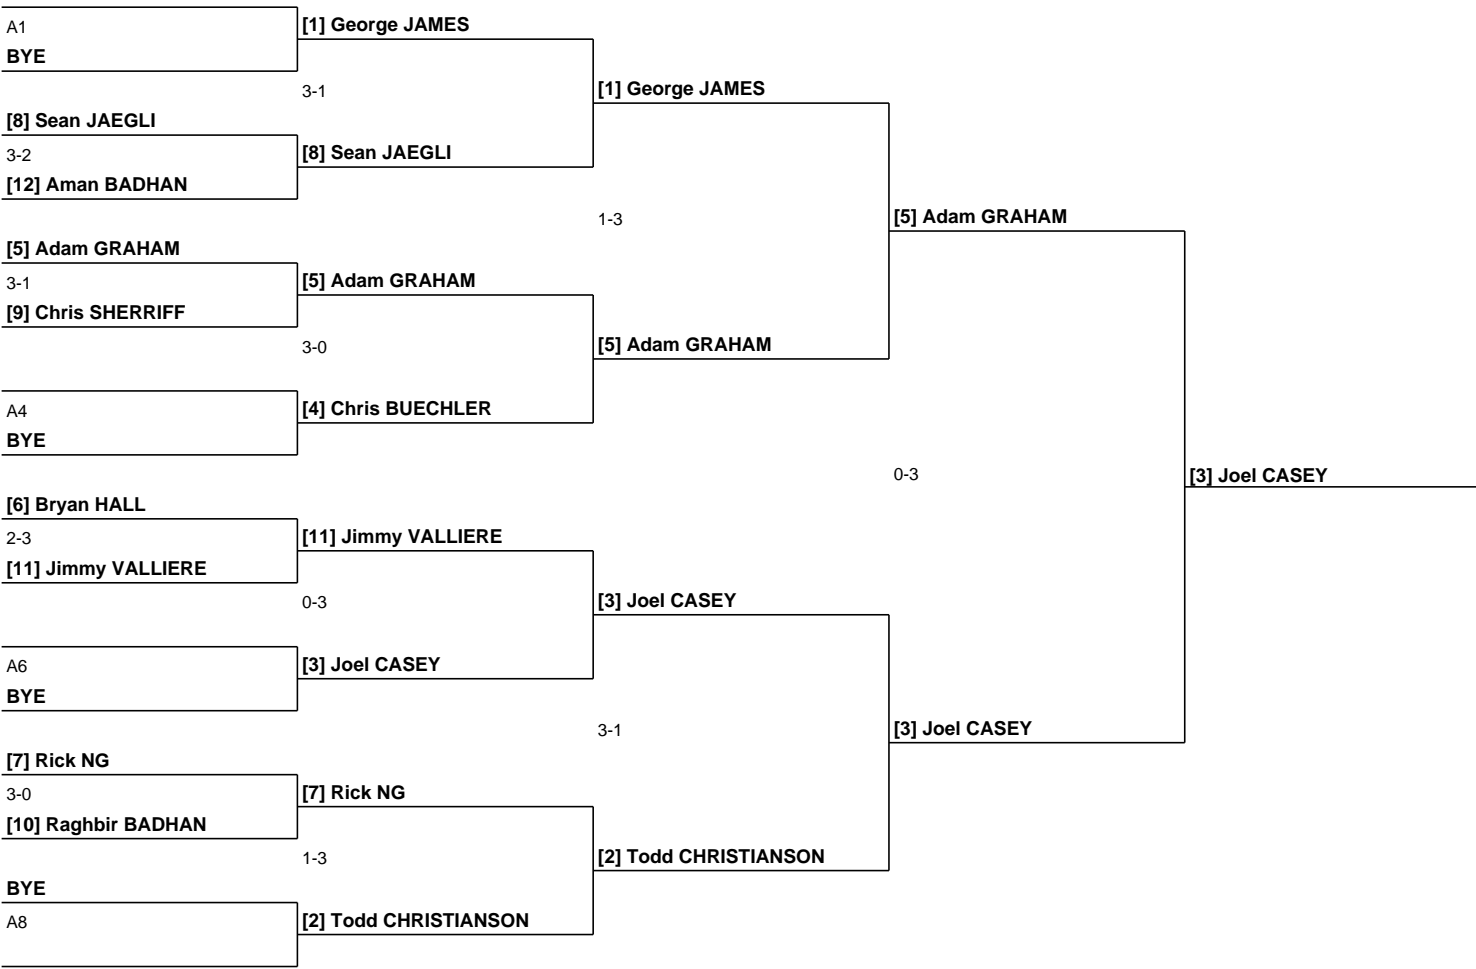 [1] George JAMES
A1
BYE
[1] George JAMES
3-1
[8] Sean JAEGLI
[8] Sean JAEGLI
3-2
[12] Aman BADHAN
[5] Adam GRAHAM
1-3
[5] Adam GRAHAM
[5] Adam GRAHAM
3-1
[9] Chris SHERRIFF
[5] Adam GRAHAM
3-0
[4] Chris BUECHLER
A4
BYE
[3] Joel CASEY
0-3
[6] Bryan HALL
[11] Jimmy VALLIERE
2-3
[11] Jimmy VALLIERE
[3] Joel CASEY
0-3
[3] Joel CASEY
A6
BYE
[3] Joel CASEY
3-1
[7] Rick NG
[7] Rick NG
3-0
[10] Raghbir BADHAN
[2] Todd CHRISTIANSON
1-3
BYE
[2] Todd CHRISTIANSON
A8